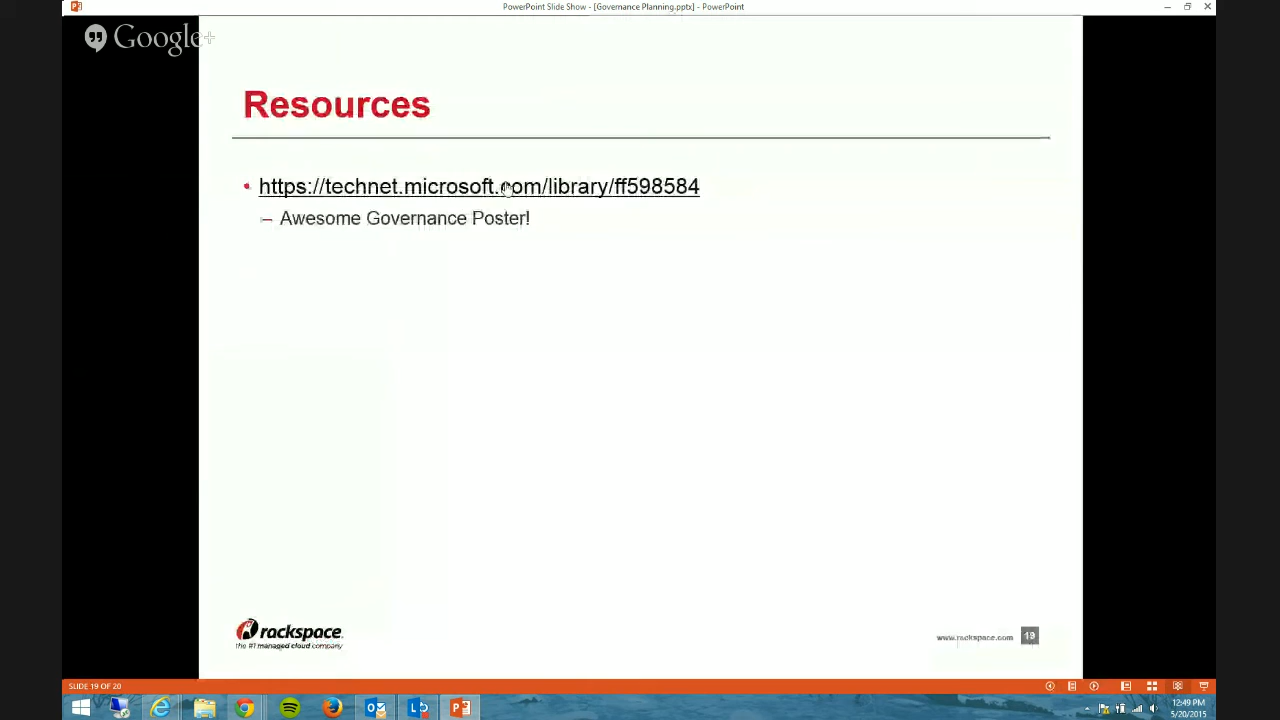 PowerPoint Slide Show - [Governance Planning.pptx] - PowerPoint
Google+
Resources
• https://technet.microsoft.com/library/ff598584
– Awesome Governance Poster!
rackspace
the #1 managed cloud company
www.rackspace.com 19
SLIDE 19 OF 20
12:49 PM
5/20/2015